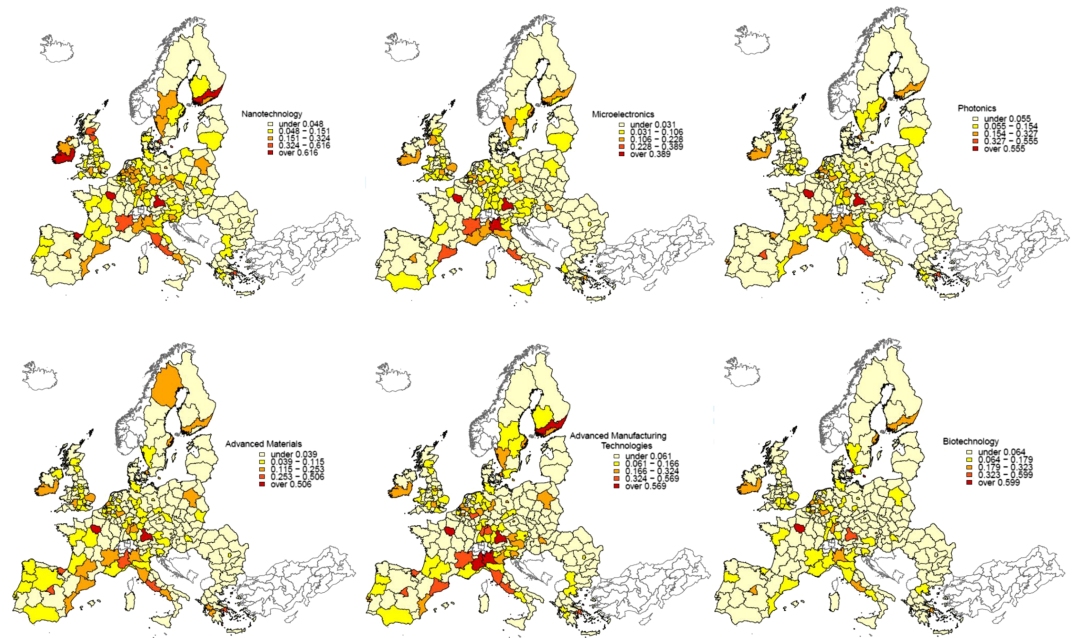 Nanotechnology
under 0.048
0.048 – 0.151
0.151 – 0.324
0.324 – 0.616
over 0.616
Microelectronics
under 0.031
0.031 – 0.106
0.106 – 0.228
0.228 – 0.389
over 0.389
Photonics
under 0.055
0.055 – 0.154
0.154 – 0.327
0.327 – 0.555
over 0.555
Advanced Materials
under 0.039
0.039 – 0.115
0.115 – 0.253
0.253 – 0.506
over 0.506
Advanced Manufacturing
Technologies
under 0.061
0.061 – 0.166
0.166 – 0.324
0.324 – 0.569
over 0.569
Biotechnology
under 0.064
0.064 – 0.179
0.179 – 0.323
0.323 – 0.599
over 0.599